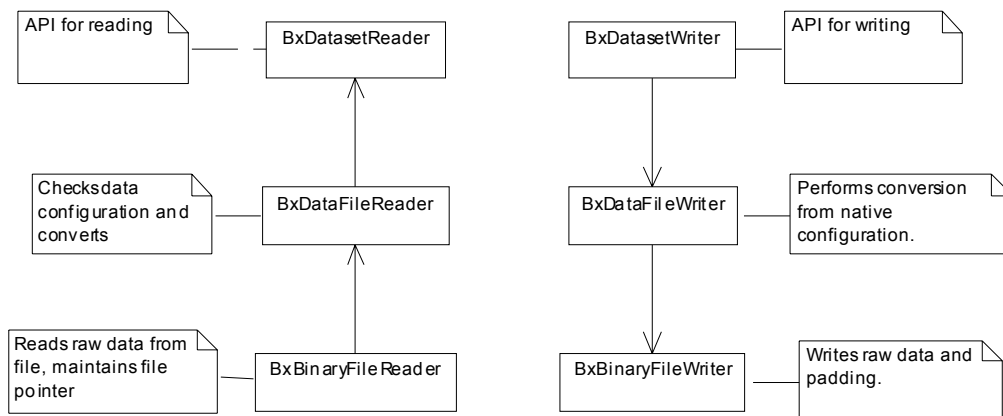 API for reading
BxDatasetReader
BxDatasetWriter
API for writing
Checksdata
configuration and
converts
BxDataFileReader
BxDataFileWriter
Performs conversion
from native
configuration.
Reads raw data from
file, maintains file
pointer
BxBinaryFileReader
BxBinaryFileWriter
Writes raw data and
padding.